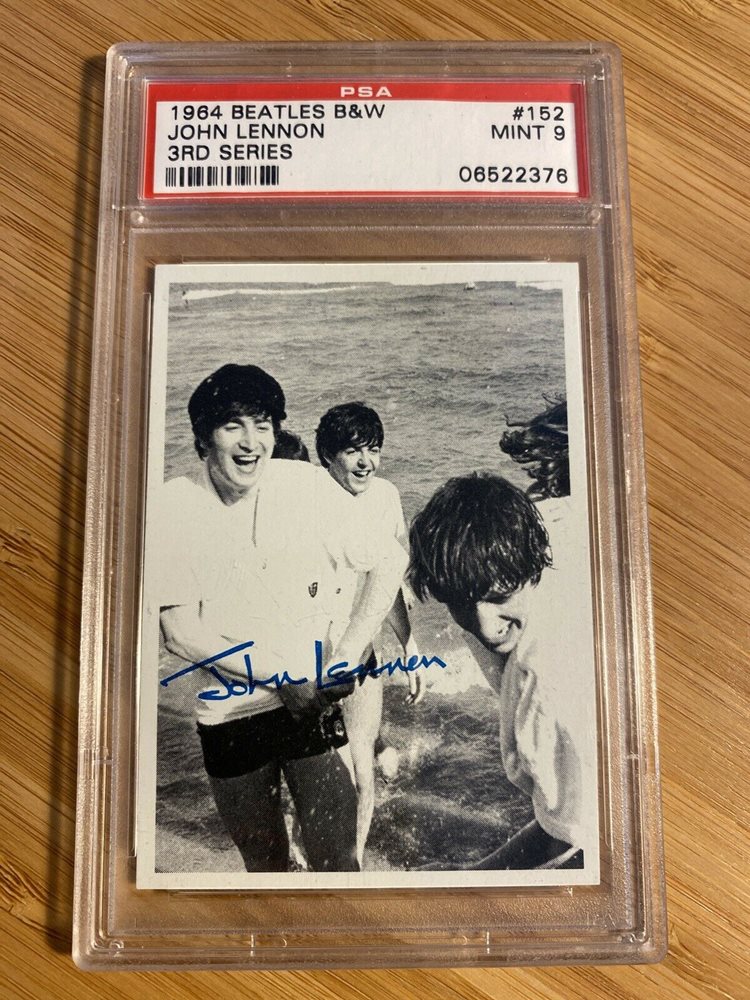 PSA
1964 BEATLES B&W #152
JOHN LENNON MINT 9
3RD SERIES
06522376
John Lennon